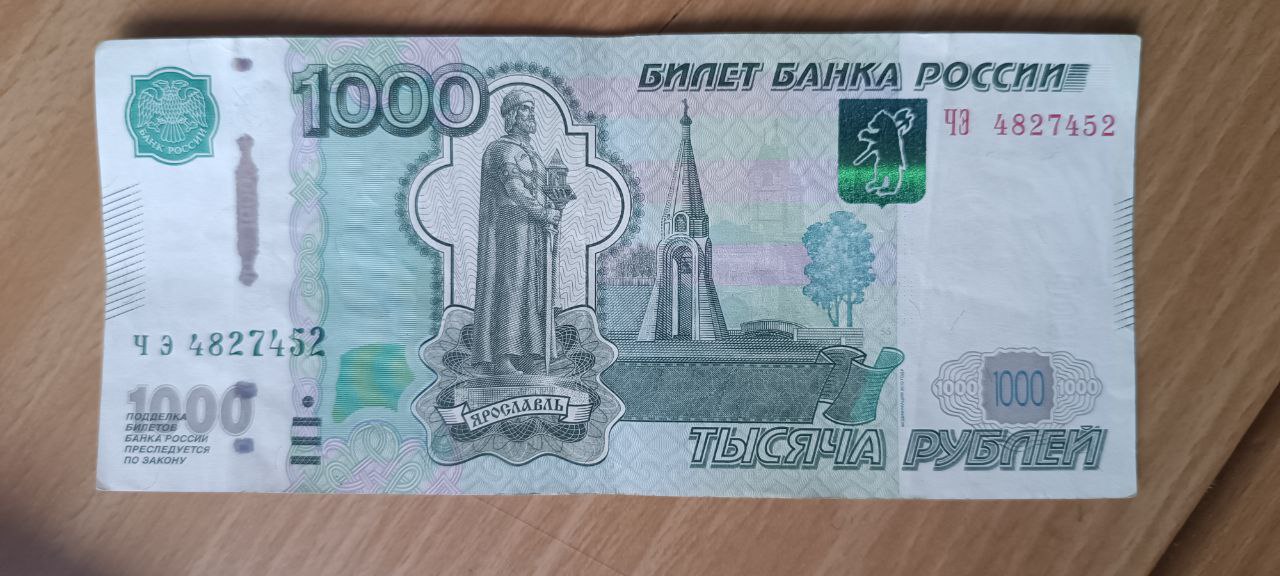 БИЛЕТ БАНКА РОССИИ
1000
БАНК РОССИИ
ЧЭ 4827452
1000
ЧЭ 4827452
1000
ПОДДЕЛКА
БИЛЕТОВ
БАНКА РОССИИ
ПРЕСЛЕДУЕТСЯ
ПО ЗАКОНУ
ЯРОСЛАВЛЬ
1000 1000 1000
ТЫСЯЧА РУБЛЕЙ